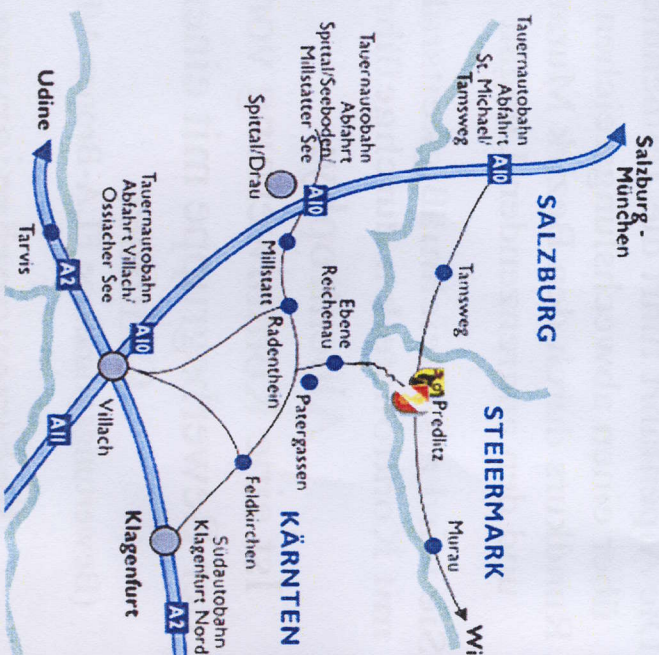 Salzburg -
München
SALZBURG
Tauernautobahn
Abfahrt
St. Michael/
Tamsweg
A10
Tamsweg
Predlitz
STEIERMARK
Murau
Wi
Tauernautobahn
Abfahrt
Spittal/Seeboden/
Millstätter See
A10
Spittal/Drau
Millstatt
Radenthein
Ebene
Reichenau
Patergassen
KÄRNTEN
Feldkirchen
Südautobahn
Klagenfurt Nord
Klagenfurt
A2
Udine
Tarvis
A2
Tauernautobahn
Abfahrt Villach/
Ossiacher See
A10
Villach
A11